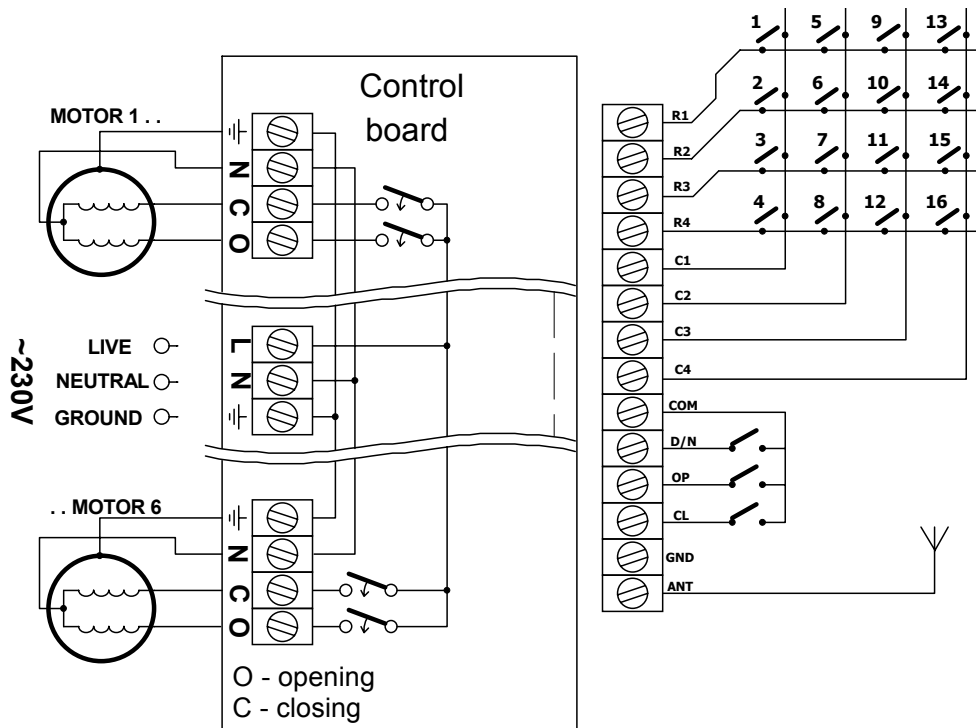 Control
board
MOTOR 1 . .
N
C
O
~230V
LIVE
NEUTRAL
GROUND
L
N
. . MOTOR 6
N
C
O
O - opening
C - closing
1 5 9 13
2 6 10 14
3 7 11 15
4 8 12 16
R1
R2
R3
R4
C1
C2
C3
C4
COM
D/N
OP
CL
GND
ANT